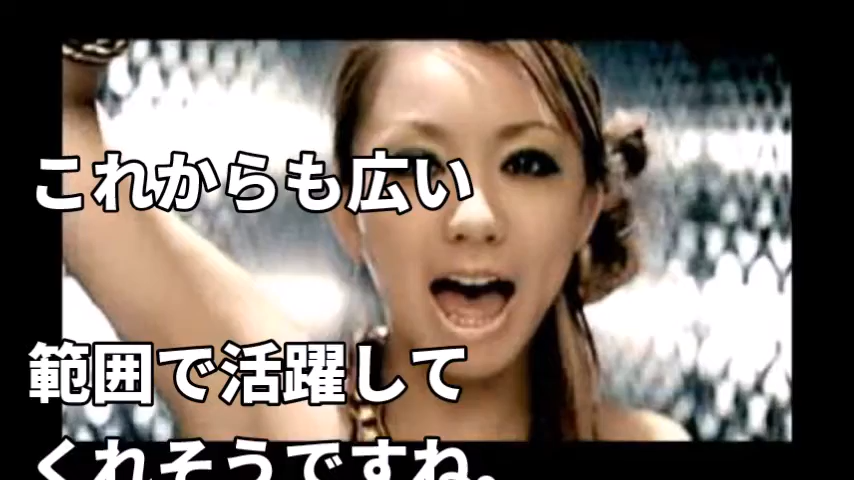 これからも広い
範囲で活躍して
くれそうですね。